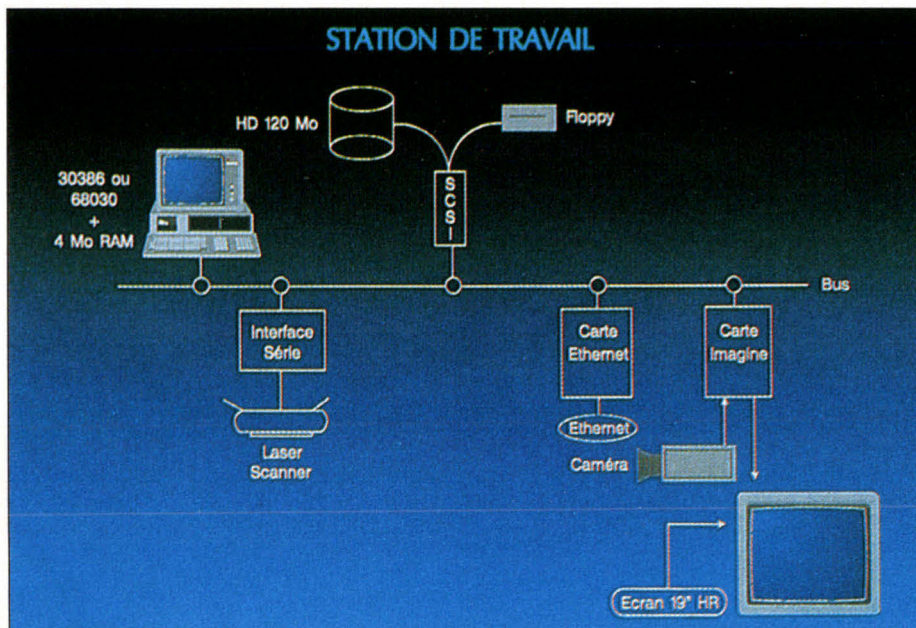 STATION DE TRAVAIL
HD 120 Mo
Floppy
30386 ou
68030
+
4 Mo RAM
SCSI
Bus
Interface
Série
Carte
Ethernet
Carte
Imagine
Ethernet
Laser
Scanner
Caméra
Ecran 19" HR